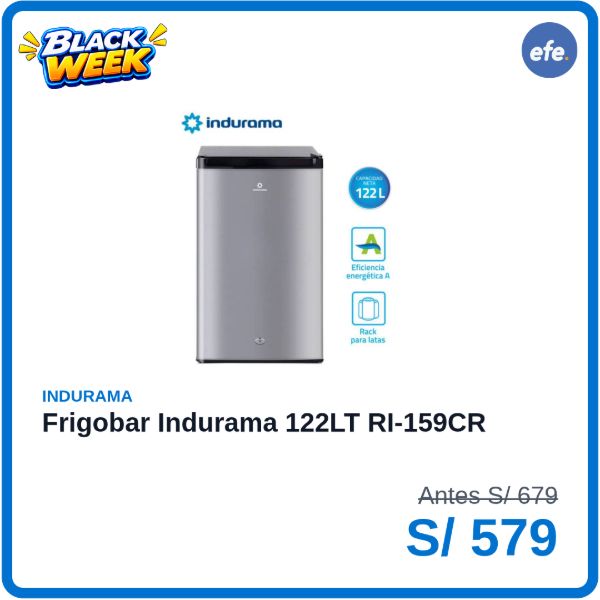 BLACK
WEEK
efe.
indurama
CAPACIDAD
NETA
122 L
A
Eficiencia
energética A
Rack
para latas
INDURAMA
Frigobar Indurama 122LT RI-159CR
Antes S/ 679
S/ 579